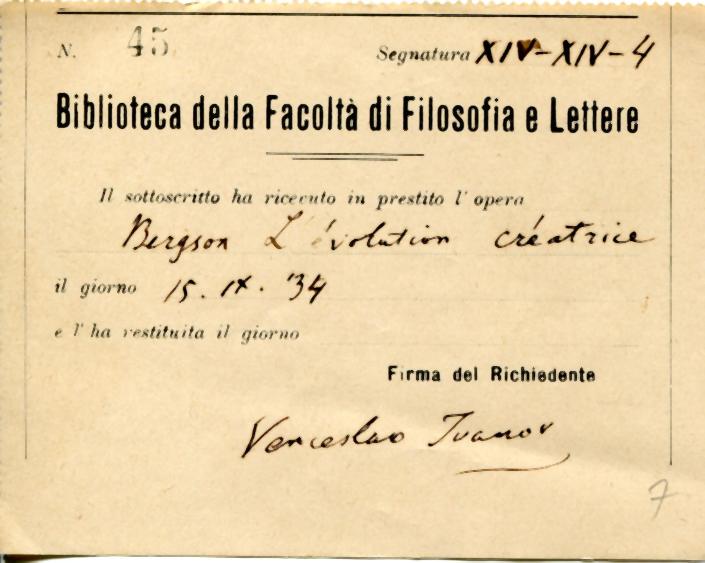 N. 45 Segnatura XIV-XIV-4
Biblioteca della Facoltà di Filosofia e Lettere
Il sottoscritto ha ricevuto in prestito l'opera
Bergson L'évolution créatrice
il giorno 15. IX. '34
e l'ha restituita il giorno
Firma del Richiedente
Venceslao Ivanov
7